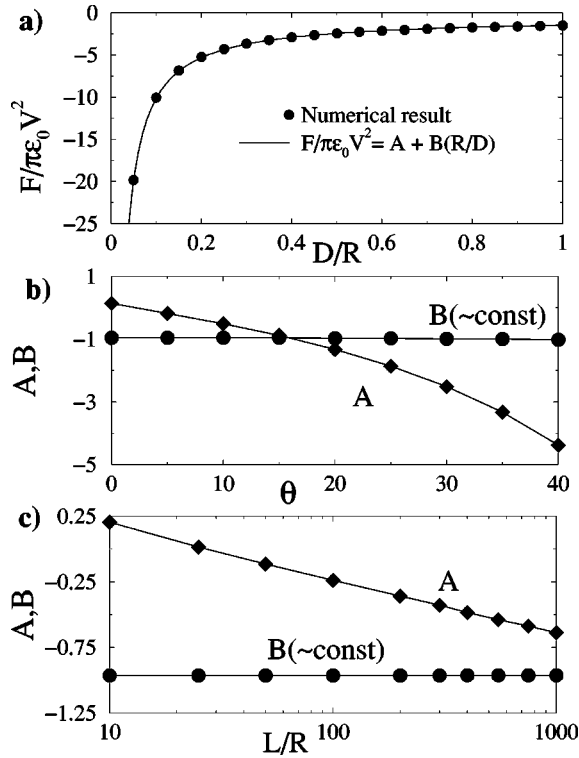 a)
0
−5
−10
−15
−20
−25
F/πε₀V²
Numerical result
F/πε₀V² = A + B(R/D)
0 0.2 0.4 0.6 0.8 1
D/R
b)
1
−1
−3
−5
A,B
B(~const)
A
0 10 20 30 40
θ
c)
0.25
−0.25
−0.75
−1.25
A,B
A
B(~const)
10 100 1000
L/R